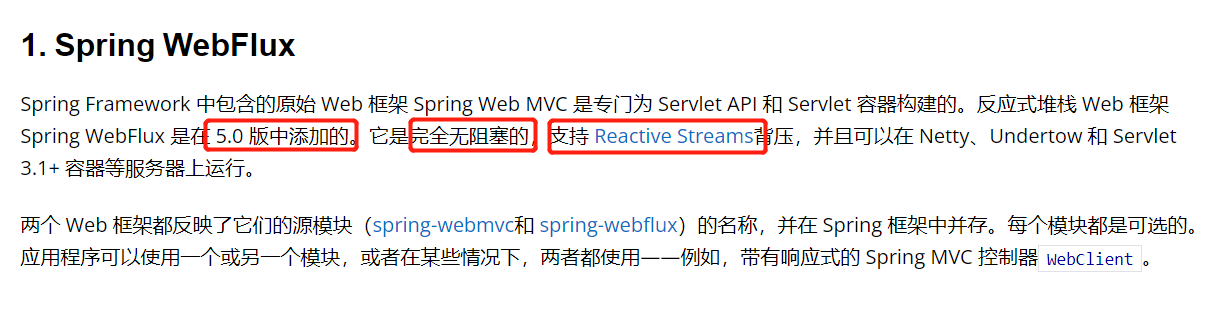 1. Spring WebFlux
Spring Framework 中包含的原始 Web 框架 Spring Web MVC 是专门为 Servlet API 和 Servlet 容器构建的。反应式堆栈 Web 框架
Spring WebFlux 是在 5.0 版中添加的。它是完全无阻塞的，支持 Reactive Streams背压，并且可以在 Netty、Undertow 和 Servlet
3.1+ 容器等服务器上运行。
两个 Web 框架都反映了它们的源模块（spring-webmvc和 spring-webflux）的名称，并在 Spring 框架中并存。每个模块都是可选的。
应用程序可以使用一个或另一个模块，或者在某些情况下，两者都使用——例如，带有响应式的 Spring MVC 控制器 WebClient 。